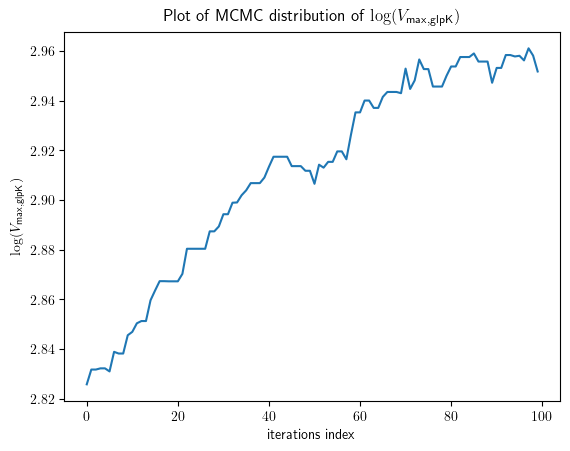 Plot of MCMC distribution of log(V_max,glpK)
log(V_max,glpK)
2.96
2.94
2.92
2.90
2.88
2.86
2.84
2.82
0 20 40 60 80 100
iterations index